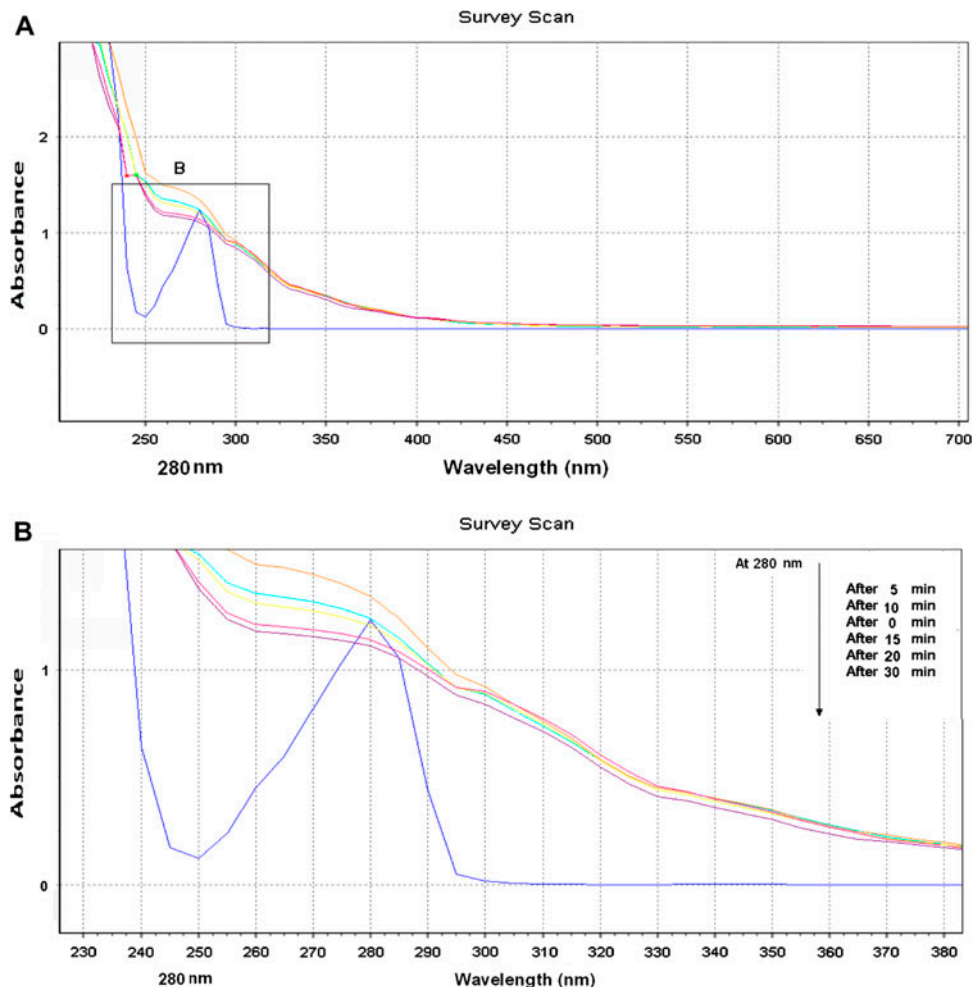 A
Survey Scan
Absorbance
2
1
0
B
250 300 350 400 450 500 550 600 650 700
280 nm
Wavelength (nm)
B
Survey Scan
Absorbance
1
0
At 280 nm
After 5 min
After 10 min
After 0 min
After 15 min
After 20 min
After 30 min
230 240 250 260 270 280 290 300 310 320 330 340 350 360 370 380
280 nm
Wavelength (nm)